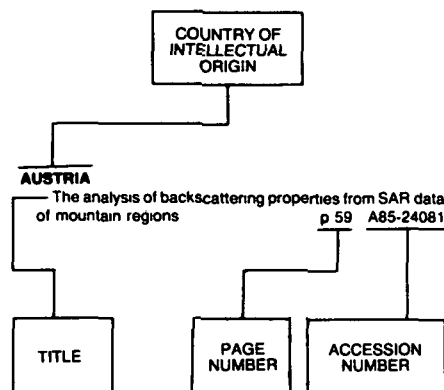 COUNTRY OF
INTELLECTUAL
ORIGIN
AUSTRIA
The analysis of backscattering properties from SAR data
of mountain regions
p 59 A85-24081
TITLE
PAGE
NUMBER
ACCESSION
NUMBER